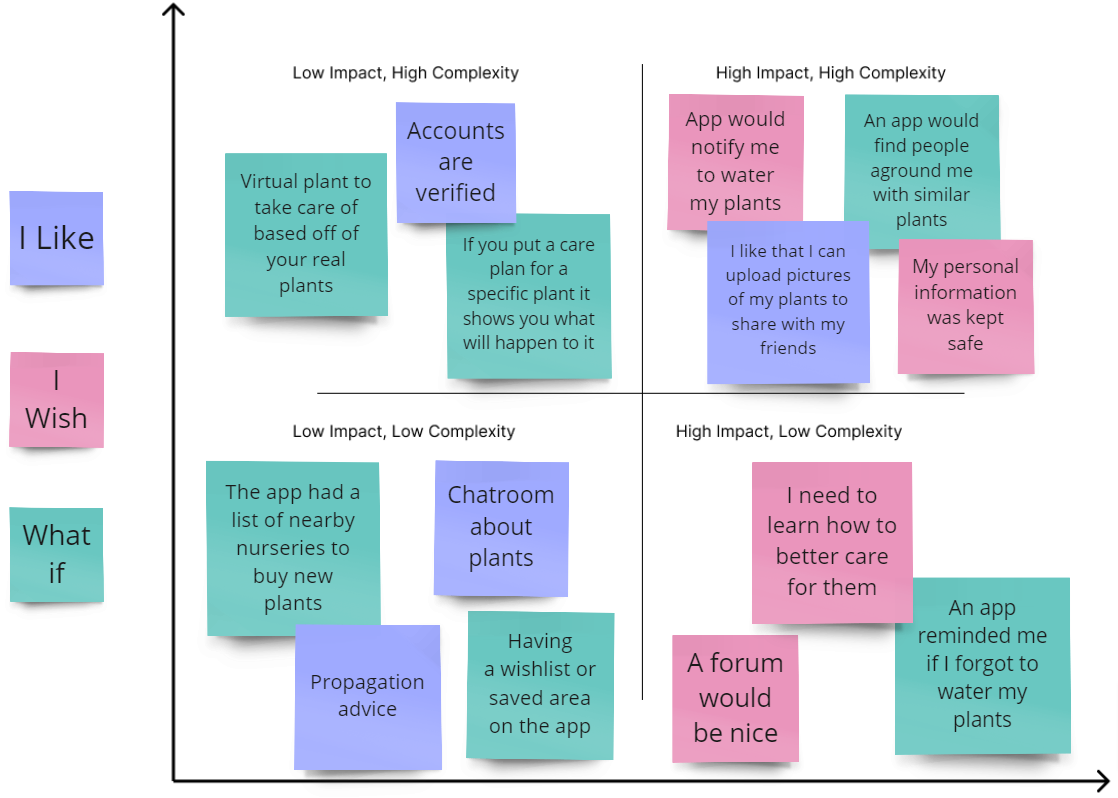 Low Impact, High Complexity
High Impact, High Complexity
I Like
I
Wish
What
if
Virtual plant to
take care of
based off of
your real
plants
Accounts
are
verified
If you put a care
plan for a
specific plant it
shows you what
will happen to it
App would
notify me
to water
my plants
An app would
find people
aground me
with similar
plants
I like that I can
upload pictures
of my plants to
share with my
friends
My personal
information
was kept
safe
Low Impact, Low Complexity
High Impact, Low Complexity
The app had a
list of nearby
nurseries to
buy new
plants
Chatroom
about
plants
Propagation
advice
Having
a wishlist or
saved area
on the app
I need to
learn how to
better care
for them
A forum
would
be nice
An app
reminded me
if I forgot to
water my
plants